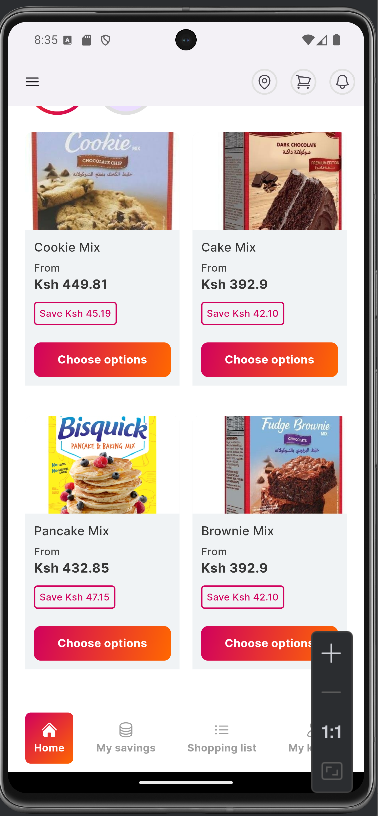 8:35
Cookie
MIX
CHOCOLATE CHIP
DARK CHOCOLATE
Cookie Mix
From
Ksh 449.81
Save Ksh 45.19
Choose options
Cake Mix
From
Ksh 392.9
Save Ksh 42.10
Choose options
Bisquick
PANCAKE & BAKING MIX
Fudge Brownie
MIX
CHOCOLATE
Pancake Mix
From
Ksh 432.85
Save Ksh 47.15
Choose options
Brownie Mix
From
Ksh 392.9
Save Ksh 42.10
Choose options
1:1
Home
My savings
Shopping list
My